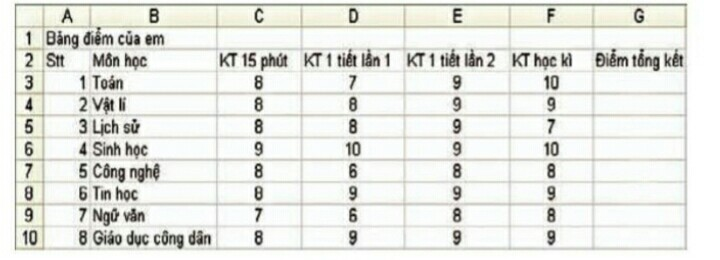 A B C D E F G
1 Bảng điểm của em
2 Stt Môn học KT 15 phút KT 1 tiết lần 1 KT 1 tiết lần 2 KT học kì Điểm tổng kết
3 1 Toán 8 7 9 10
4 2 Vật lí 8 8 9 9
5 3 Lịch sử 8 8 9 7
6 4 Sinh học 9 10 9 10
7 5 Công nghệ 8 6 8 8
8 6 Tin học 8 9 9 9
9 7 Ngữ văn 7 6 8 8
10 8 Giáo dục công dân 8 9 9 9